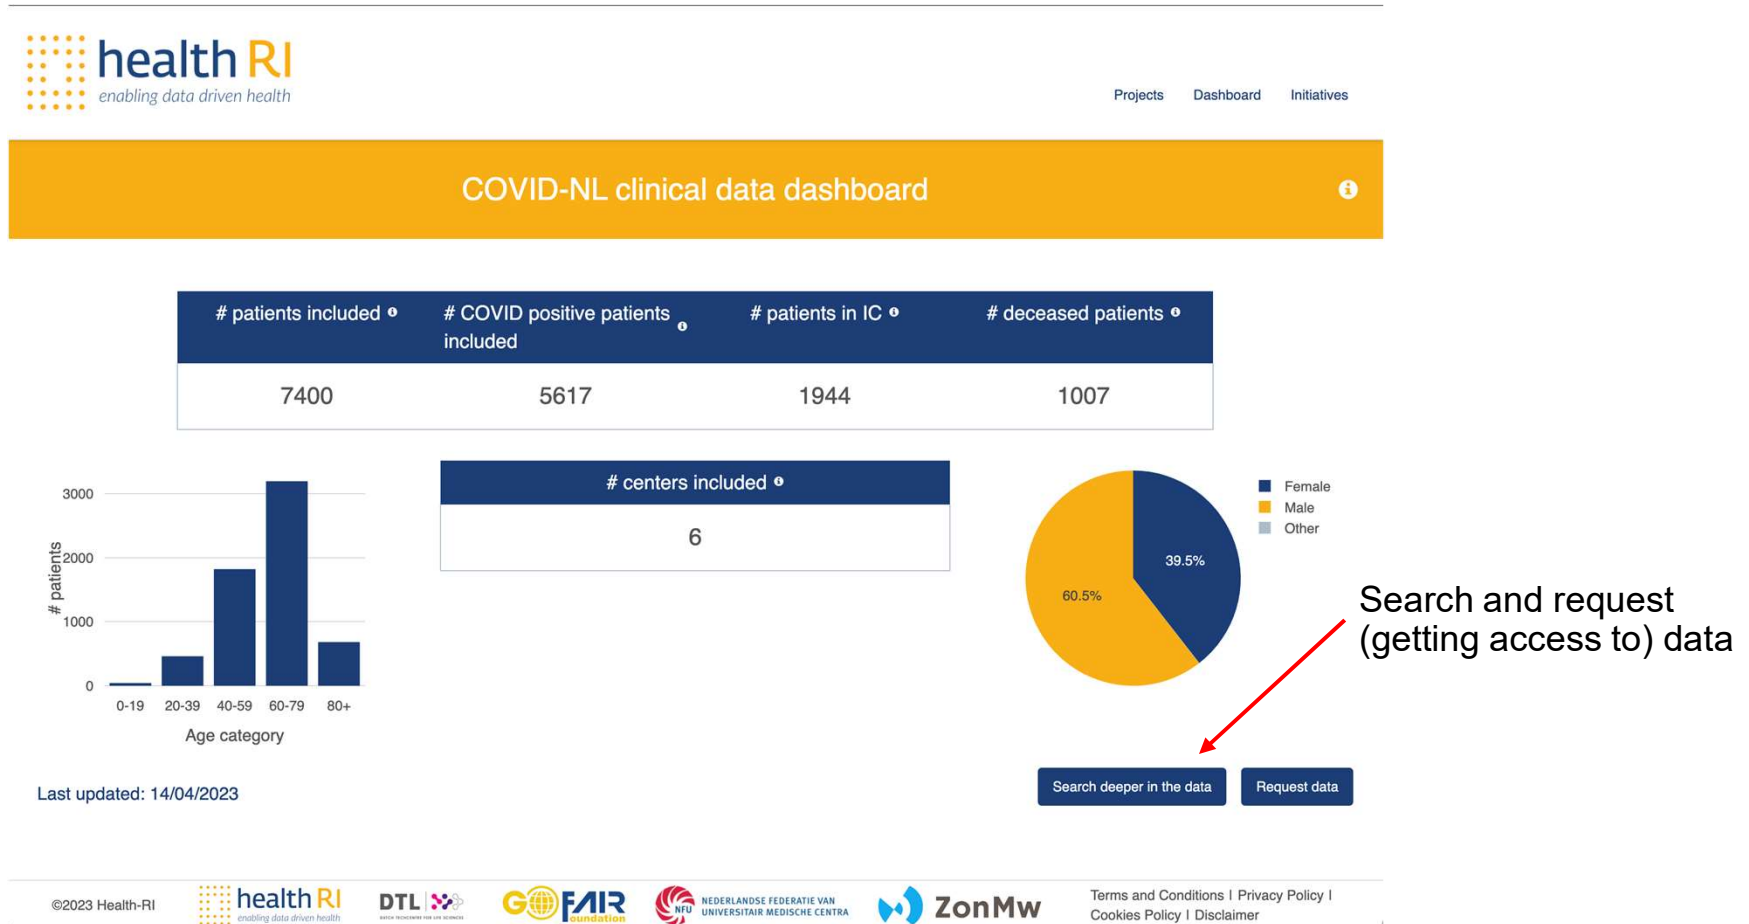 health RI
enabling data driven health
Projects Dashboard Initiatives
COVID-NL clinical data dashboard
# patients included
# COVID positive patients
included
# patients in IC
# deceased patients
7400 5617 1944 1007
# patients
3000
2000
1000
0
0-19 20-39 40-59 60-79 80+
Age category
# centers included
6
39.5%
60.5%
Female
Male
Other
Search and request
(getting access to) data
Last updated: 14/04/2023
Search deeper in the data
Request data
©2023 Health-RI
health RI
enabling data driven health
DTL
DUTCH TECHCENTRE FOR LIFE SCIENCES
GO FAIR
foundation
NFU
NEDERLANDSE FEDERATIE VAN
UNIVERSITAIR MEDISCHE CENTRA
ZonMw
Terms and Conditions | Privacy Policy |
Cookies Policy | Disclaimer